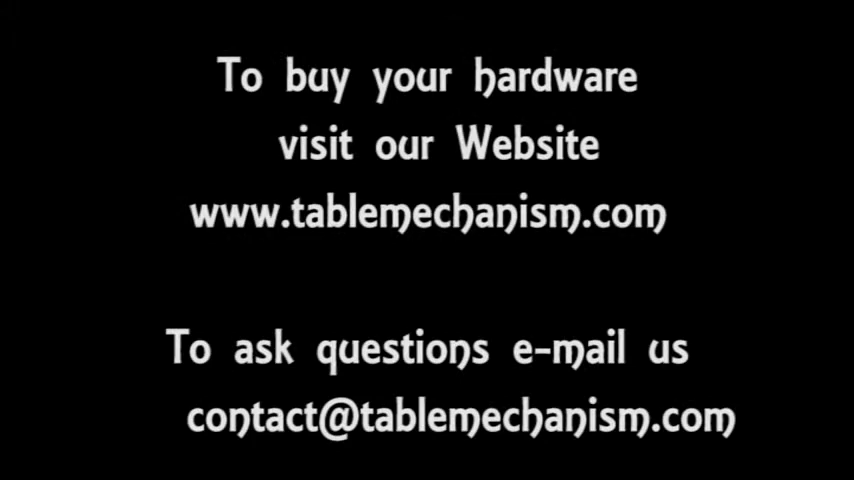 To buy your hardware
visit our Website
www.tablemechanism.com
To ask questions e-mail us
contact@tablemechanism.com